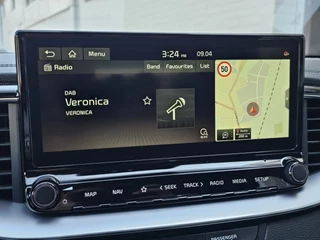 Menu 3:24 PM 09.04
Radio Band Favourites List
50
DAB
Veronica
VERONICA
MAP NAV ☆ < SEEK TRACK > RADIO MEDIA SETUP
PASSENGER